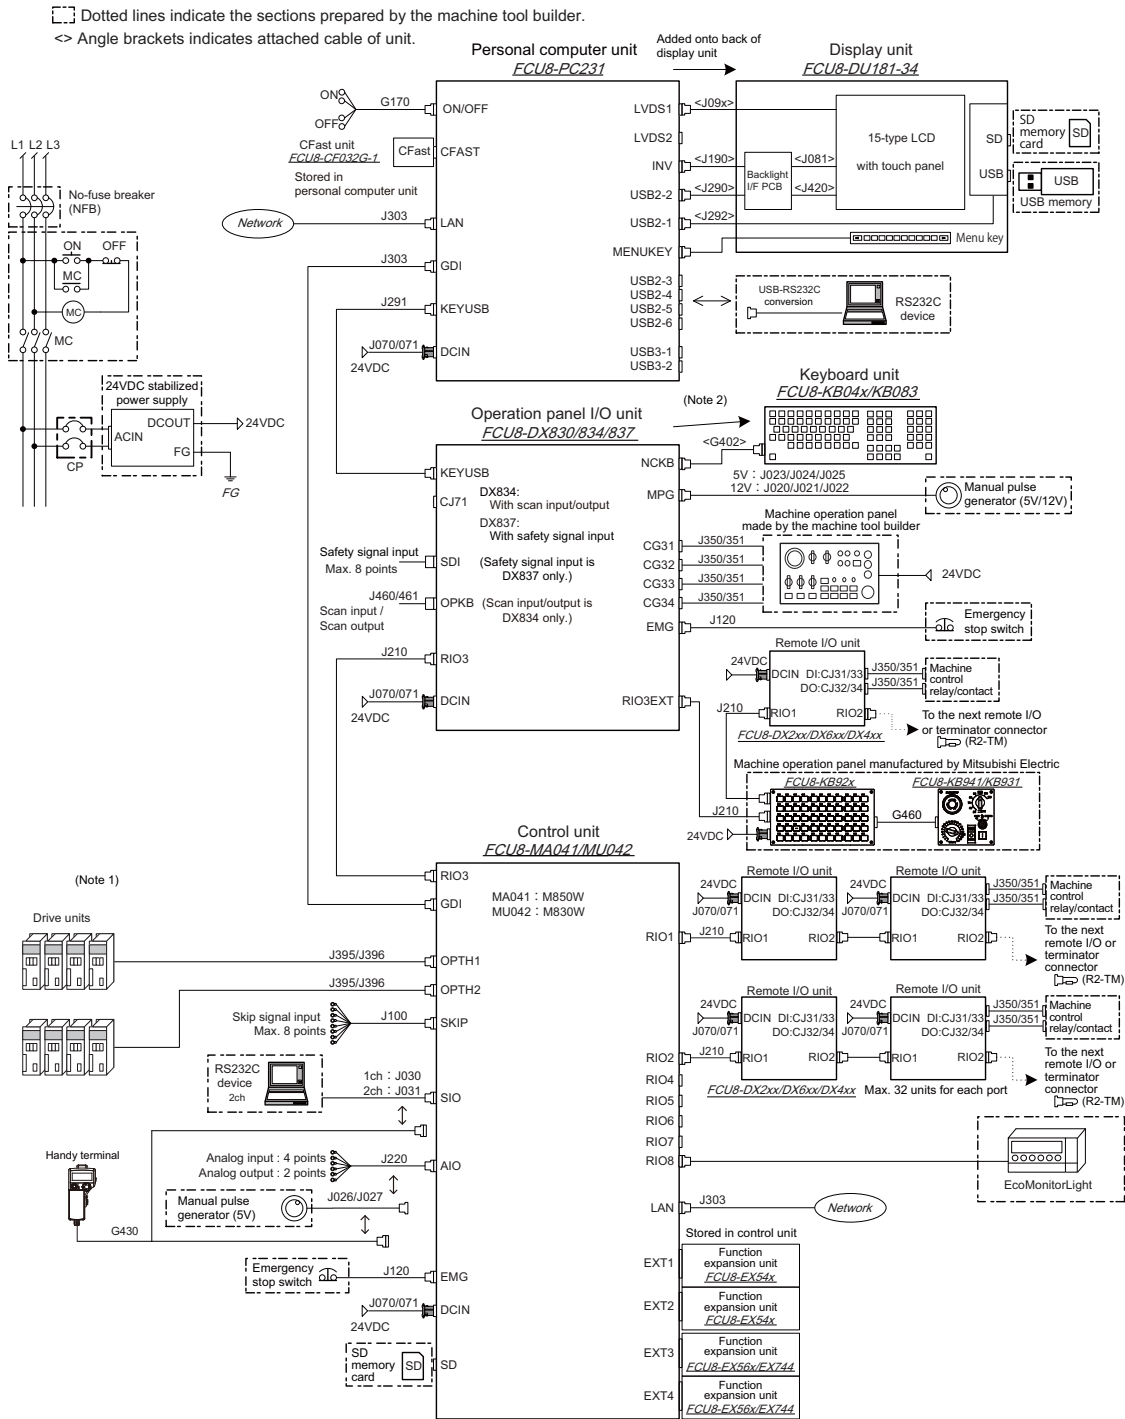 Dotted lines indicate the sections prepared by the machine tool builder.
<> Angle brackets indicates attached cable of unit.
Personal computer unit
FCU8-PC231
Added onto back of
display unit
Display unit
FCU8-DU181-34
ON
OFF
G170
ON/OFF
CFast unit
FCU8-CF032G-1
CFast
CFAST
Stored in
personal computer unit
Network
J303
LAN
J303
GDI
J291
KEYUSB
J070/071
DCIN
24VDC
LVDS1
<J09x>
LVDS2
INV
<J190>
<J081>
USB2-2
<J290>
<J420>
Backlight
I/F PCB
USB2-1
<J292>
MENUKEY
Menu key
15-type LCD
with touch panel
SD
USB
SD
memory
card
SD
USB
USB memory
USB2-3
USB2-4
USB2-5
USB2-6
USB3-1
USB3-2
USB-RS232C
conversion
RS232C
device
L1 L2 L3
No-fuse breaker
(NFB)
ON
OFF
MC
MC
MC
24VDC stabilized
power supply
DCOUT
24VDC
ACIN
FG
FG
CP
Operation panel I/O unit
FCU8-DX830/834/837
(Note 2)
Keyboard unit
FCU8-KB04x/KB083
KEYUSB
CJ71
DX834:
With scan input/output
DX837:
With safety signal input
Safety signal input
Max. 8 points
SDI
(Safety signal input is
DX837 only.)
J460/461
OPKB
(Scan input/output is
DX834 only.)
Scan input /
Scan output
J210
RIO3
J070/071
DCIN
24VDC
NCKB
<G402>
MPG
5V : J023/J024/J025
12V : J020/J021/J022
Manual pulse
generator (5V/12V)
Machine operation panel
made by the machine tool builder
CG31
J350/351
CG32
J350/351
CG33
J350/351
CG34
J350/351
24VDC
EMG
J120
Emergency
stop switch
RIO3EXT
Remote I/O unit
24VDC
DCIN
DI:CJ31/33
DO:CJ32/34
J350/351
J350/351
Machine
control
relay/contact
J210
RIO1
RIO2
FCU8-DX2xx/DX6xx/DX4xx
To the next remote I/O
or terminator connector
(R2-TM)
Machine operation panel manufactured by Mitsubishi Electric
FCU8-KB92x
FCU8-KB941/KB931
J210
G460
24VDC
Control unit
FCU8-MA041/MU042
RIO3
GDI
MA041 : M850W
MU042 : M830W
(Note 1)
Drive units
J395/J396
OPTH1
J395/J396
OPTH2
Skip signal input
Max. 8 points
J100
SKIP
RS232C
device
2ch
1ch : J030
2ch : J031
SIO
Handy terminal
Analog input : 4 points
Analog output : 2 points
J220
AIO
Manual pulse
generator (5V)
J026/J027
G430
Emergency
stop switch
J120
EMG
J070/071
DCIN
24VDC
SD
memory
card
SD
SD
Remote I/O unit
Remote I/O unit
24VDC
J070/071
DCIN
DI:CJ31/33
DO:CJ32/34
24VDC
J070/071
DCIN
DI:CJ31/33
DO:CJ32/34
J350/351
J350/351
Machine
control
relay/contact
RIO1
J210
RIO1
RIO2
RIO1
RIO2
To the next
remote I/O or
terminator
connector
(R2-TM)
Remote I/O unit
Remote I/O unit
24VDC
J070/071
DCIN
DI:CJ31/33
DO:CJ32/34
24VDC
J070/071
DCIN
DI:CJ31/33
DO:CJ32/34
J350/351
J350/351
Machine
control
relay/contact
RIO2
J210
RIO1
RIO2
RIO1
RIO2
To the next
remote I/O or
terminator
connector
(R2-TM)
FCU8-DX2xx/DX6xx/DX4xx
Max. 32 units for each port
RIO4
RIO5
RIO6
RIO7
RIO8
EcoMonitorLight
LAN
J303
Network
Stored in control unit
EXT1
Function
expansion unit
FCU8-EX54x
EXT2
Function
expansion unit
FCU8-EX54x
EXT3
Function
expansion unit
FCU8-EX56x/EX744
EXT4
Function
expansion unit
FCU8-EX56x/EX744